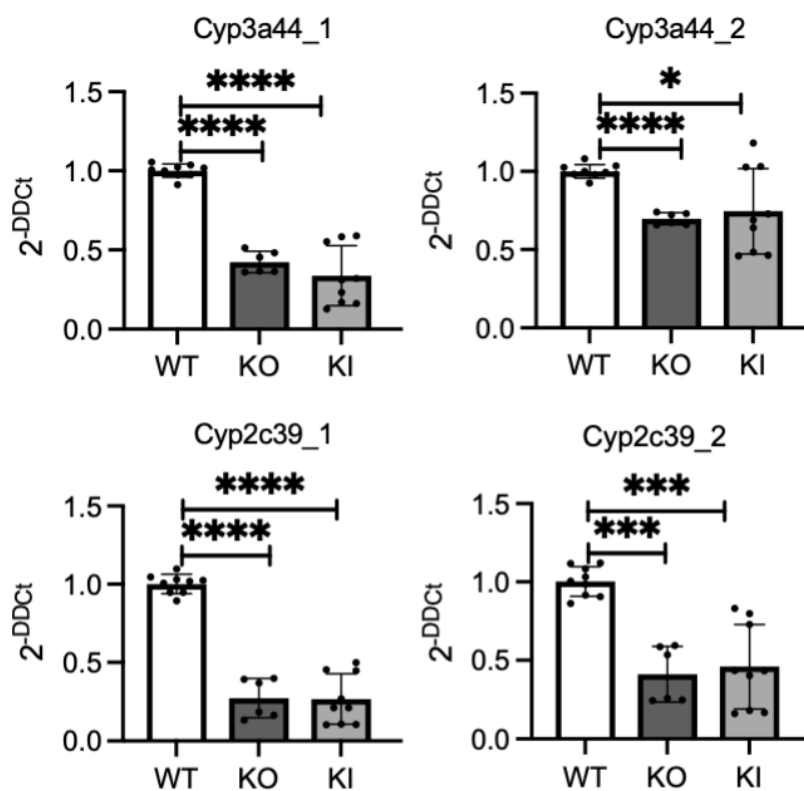 Cyp3a44_1
****
****
2-DDCt
1.5
1.0
0.5
0.0
WT KO KI
Cyp3a44_2
*
****
2-DDCt
1.5
1.0
0.5
0.0
WT KO KI
Cyp2c39_1
****
****
2-DDCt
1.5
1.0
0.5
0.0
WT KO KI
Cyp2c39_2
***
***
2-DDCt
1.5
1.0
0.5
0.0
WT KO KI